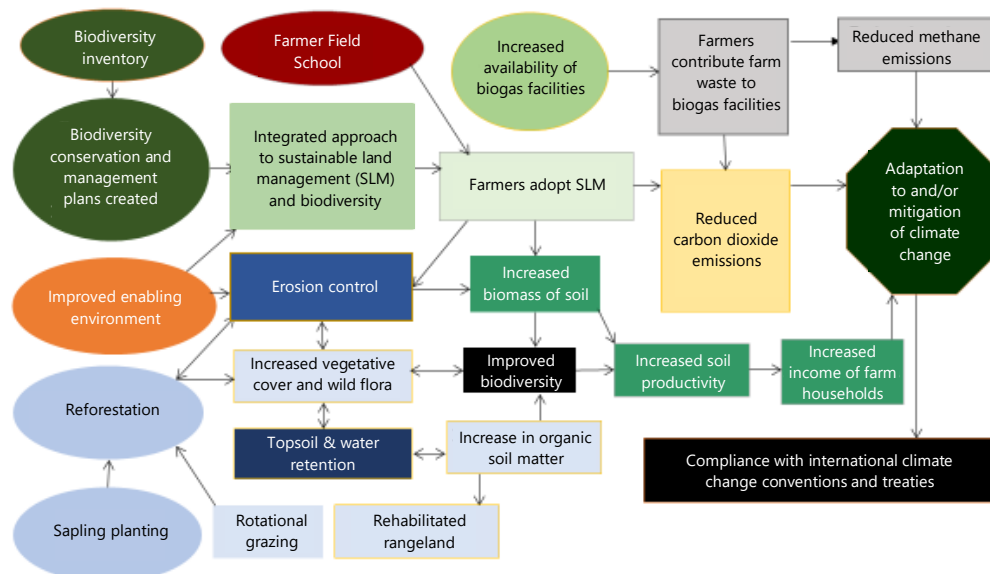 Biodiversity
inventory
Farmer Field
School
Increased
availability of
biogas facilities
Farmers
contribute farm
waste to
biogas facilities
Reduced methane
emissions
Biodiversity
conservation and
management
plans created
Integrated approach
to sustainable land
management (SLM)
and biodiversity
Farmers adopt SLM
Reduced
carbon dioxide
emissions
Adaptation
to and/or
mitigation
of climate
change
Improved enabling
environment
Erosion control
Increased
biomass of soil
Increased vegetative
cover and wild flora
Improved
biodiversity
Increased soil
productivity
Increased
income of farm
households
Reforestation
Topsoil & water
retention
Increase in organic
soil matter
Compliance with international climate
change conventions and treaties
Sapling planting
Rotational
grazing
Rehabilitated
rangeland